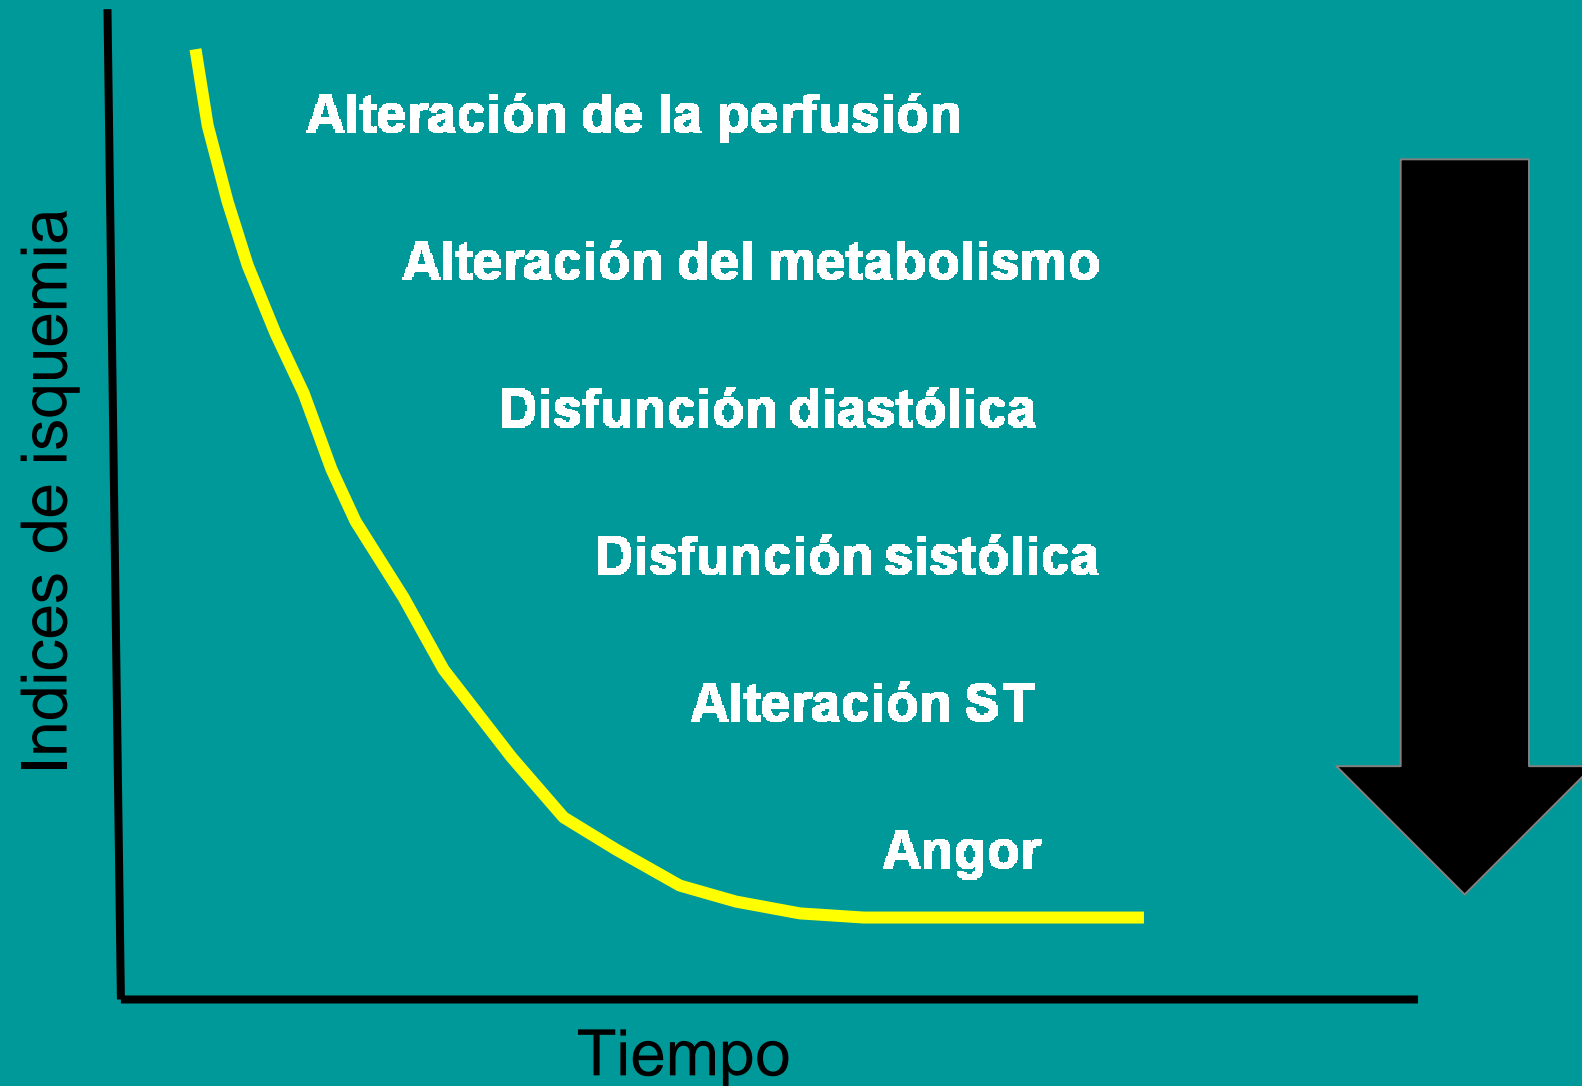 Alteración de la perfusión
Alteración del metabolismo
Disfunción diastólica
Disfunción sistólica
Alteración ST
Angor
Indices de isquemia
Tiempo